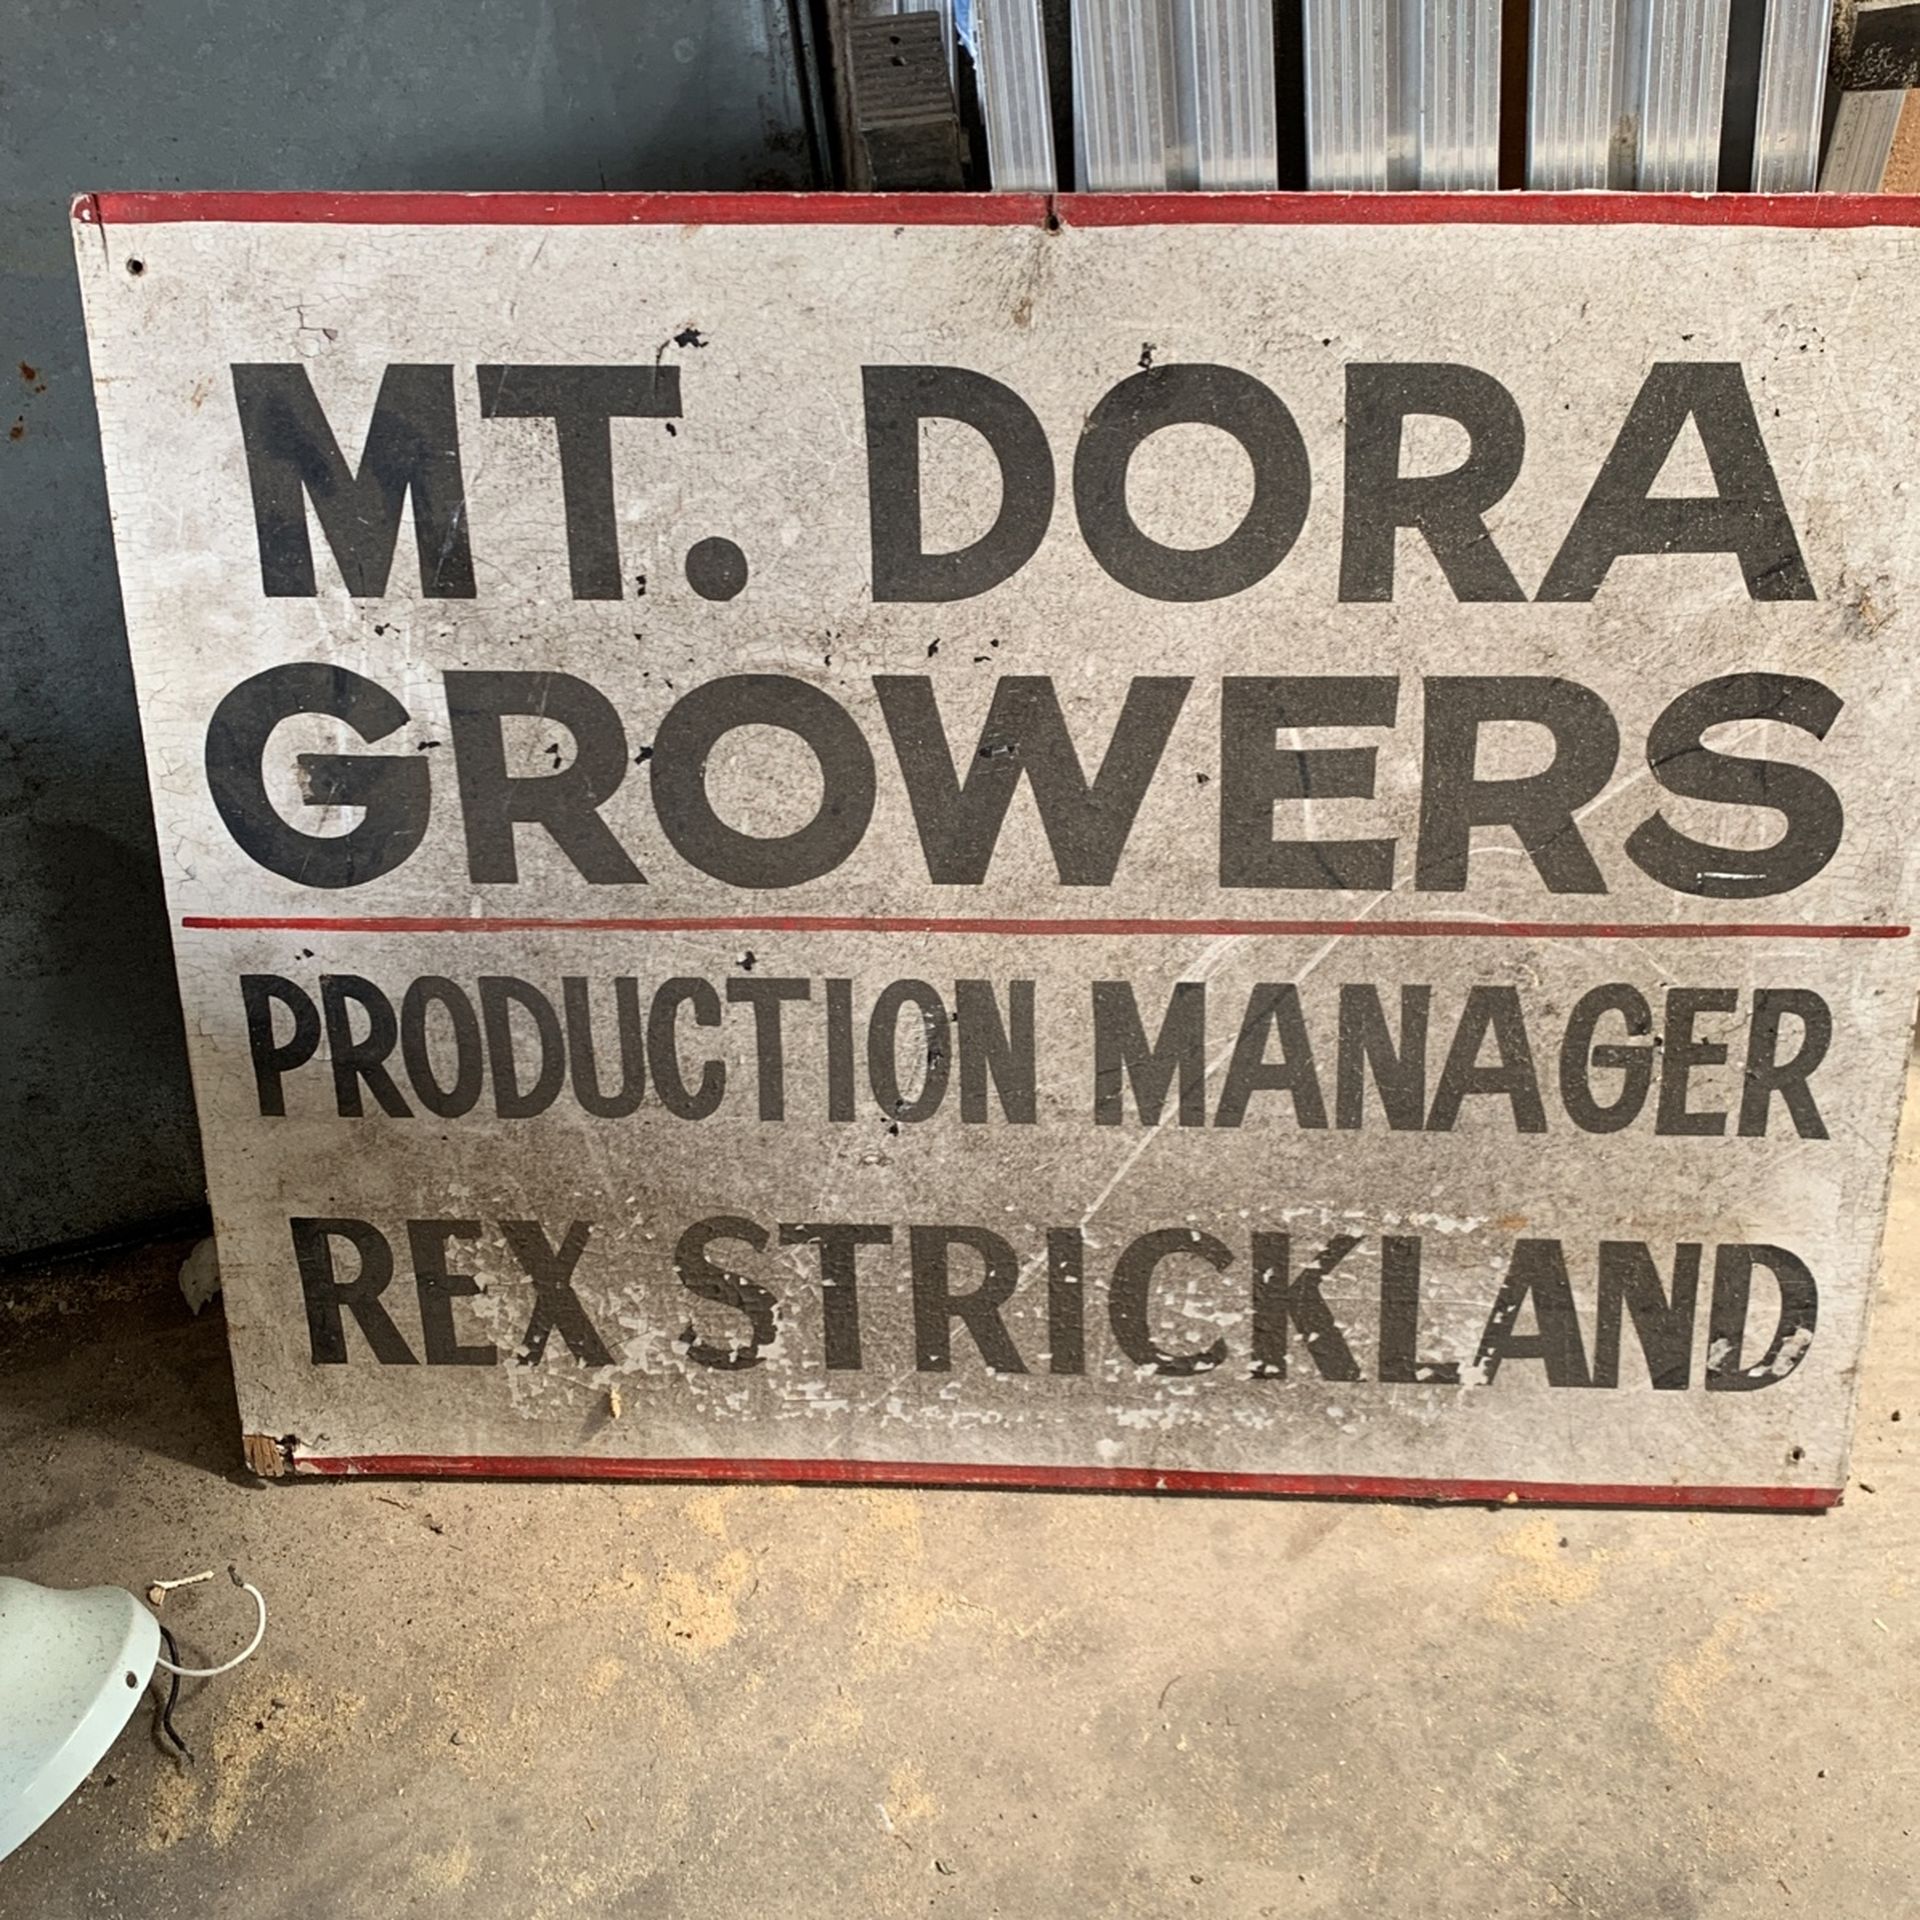 MT. DORA
GROWERS
PRODUCTION MANAGER
REX STRICKLAND